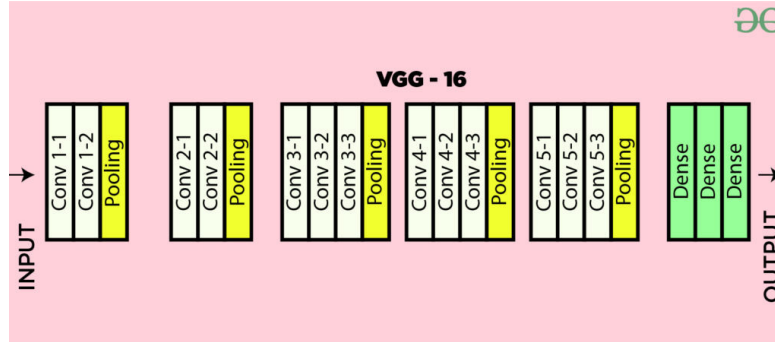 VGG - 16
INPUT
Conv 1-1
Conv 1-2
Pooling
Conv 2-1
Conv 2-2
Pooling
Conv 3-1
Conv 3-2
Conv 3-3
Pooling
Conv 4-1
Conv 4-2
Conv 4-3
Pooling
Conv 5-1
Conv 5-2
Conv 5-3
Pooling
Dense
Dense
Dense
OUTPUT